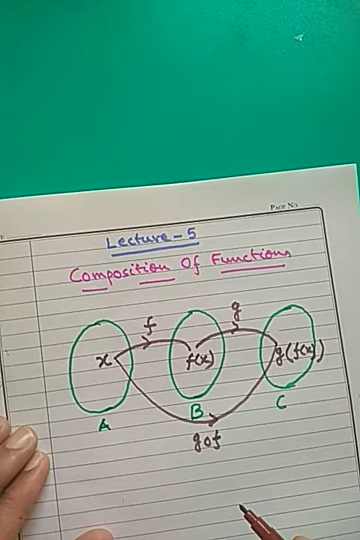 PAGE NO.
E
Lecture - 5
Composition Of Functions
f g
x f(x) g(f(x))
A B C
gof